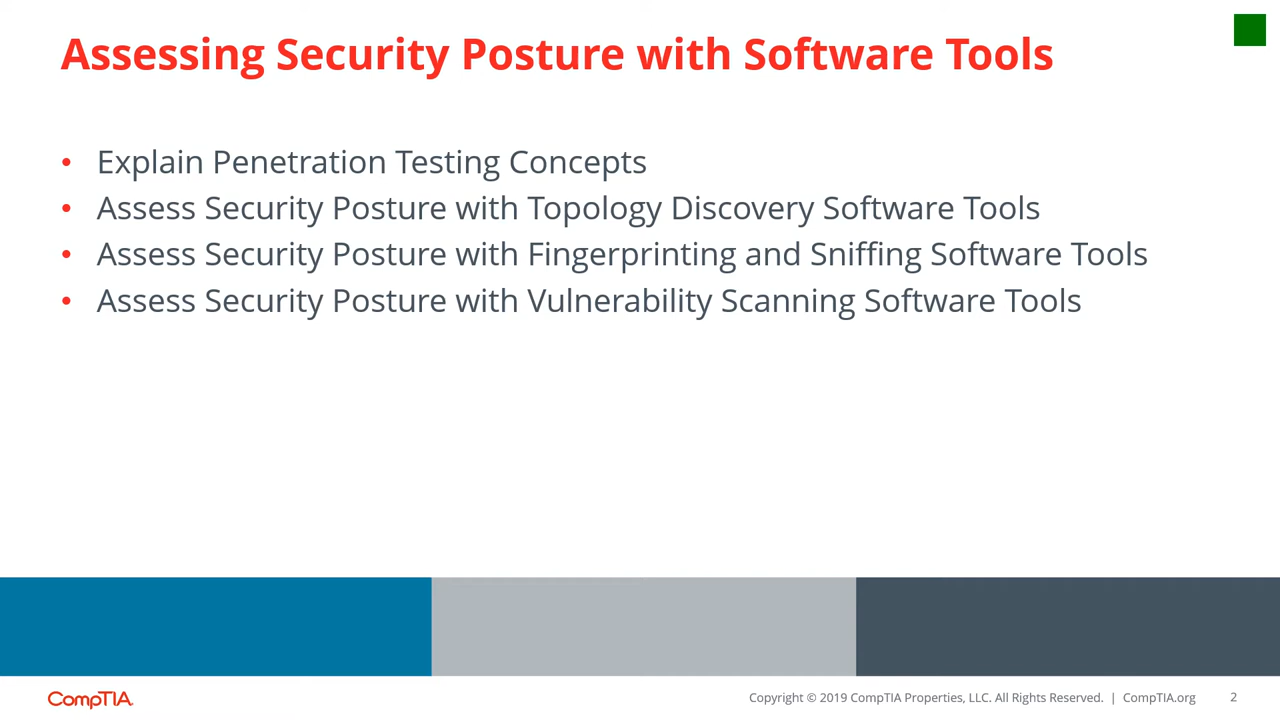 Assessing Security Posture with Software Tools
• Explain Penetration Testing Concepts
• Assess Security Posture with Topology Discovery Software Tools
• Assess Security Posture with Fingerprinting and Sniffing Software Tools
• Assess Security Posture with Vulnerability Scanning Software Tools
CompTIA. Copyright © 2019 CompTIA Properties, LLC. All Rights Reserved. | CompTIA.org 2